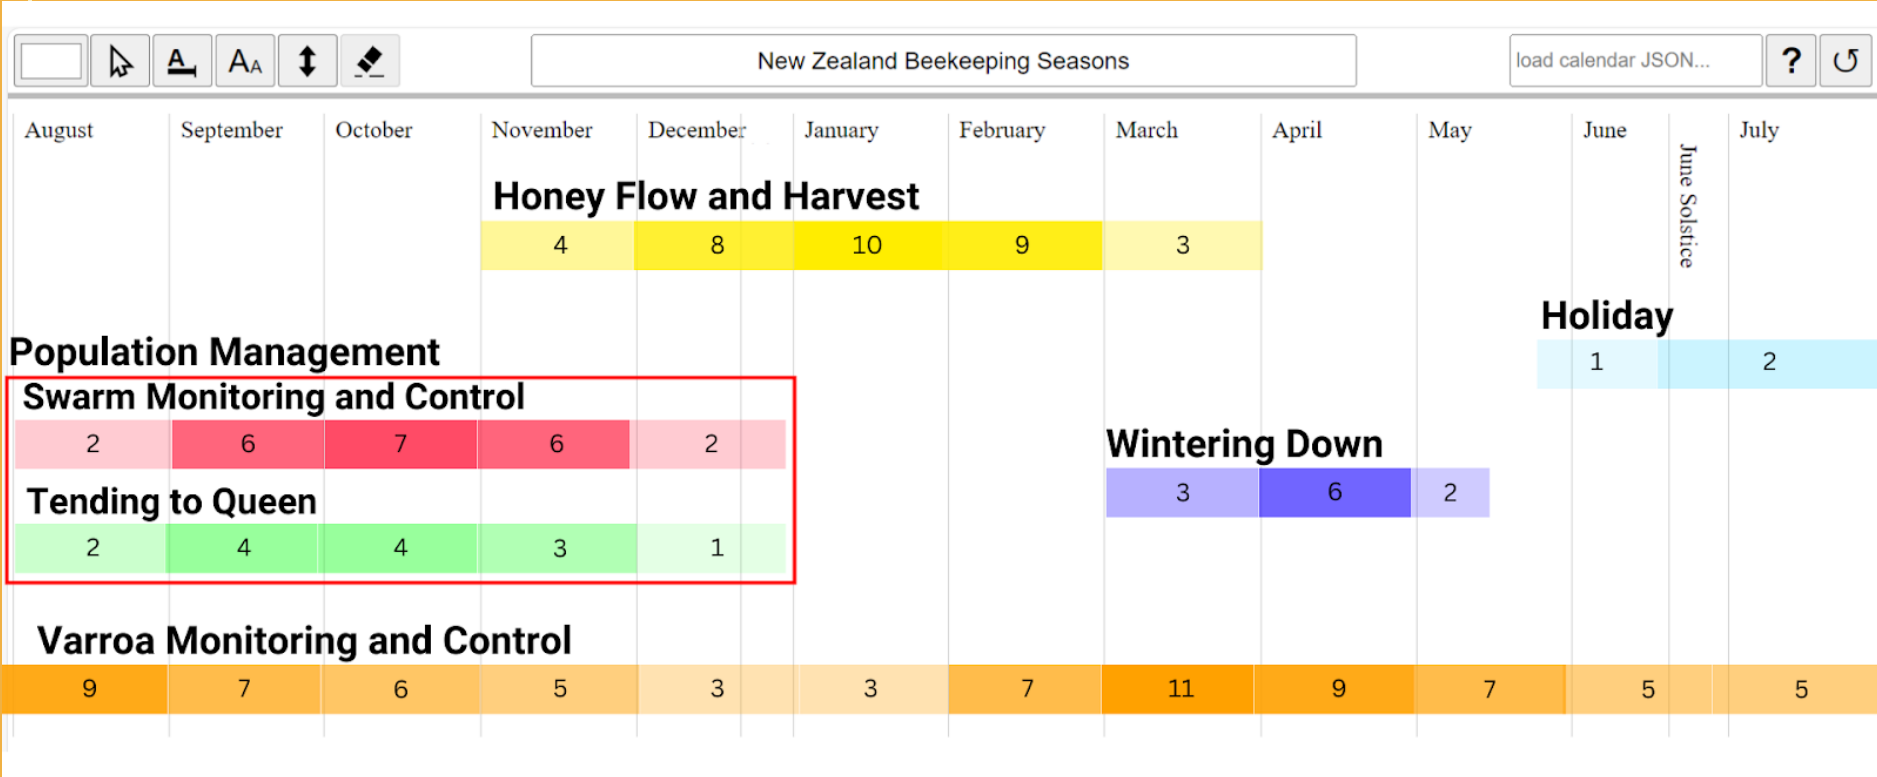 A AA New Zealand Beekeeping Seasons load calendar JSON... ? 
August September October November December January February March April May June July
June Solstice
Honey Flow and Harvest
4 8 10 9 3
Holiday
1 2
Population Management
Swarm Monitoring and Control
2 6 7 6 2
Wintering Down
3 6 2
Tending to Queen
2 4 4 3 1
Varroa Monitoring and Control
9 7 6 5 3 3 7 11 9 7 5 5